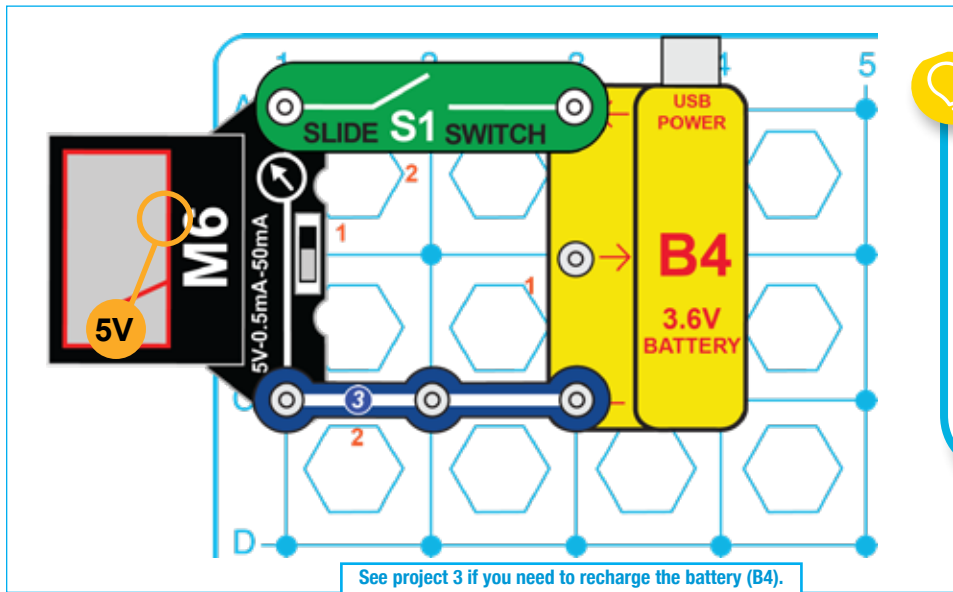 1 2 3 4 5
A
USB
POWER
SLIDE S1 SWITCH
2
M6
5V-0.5mA-50mA
1
B4
1
3.6V
BATTERY
5V
C
3
2
D
See project 3 if you need to recharge the battery (B4).